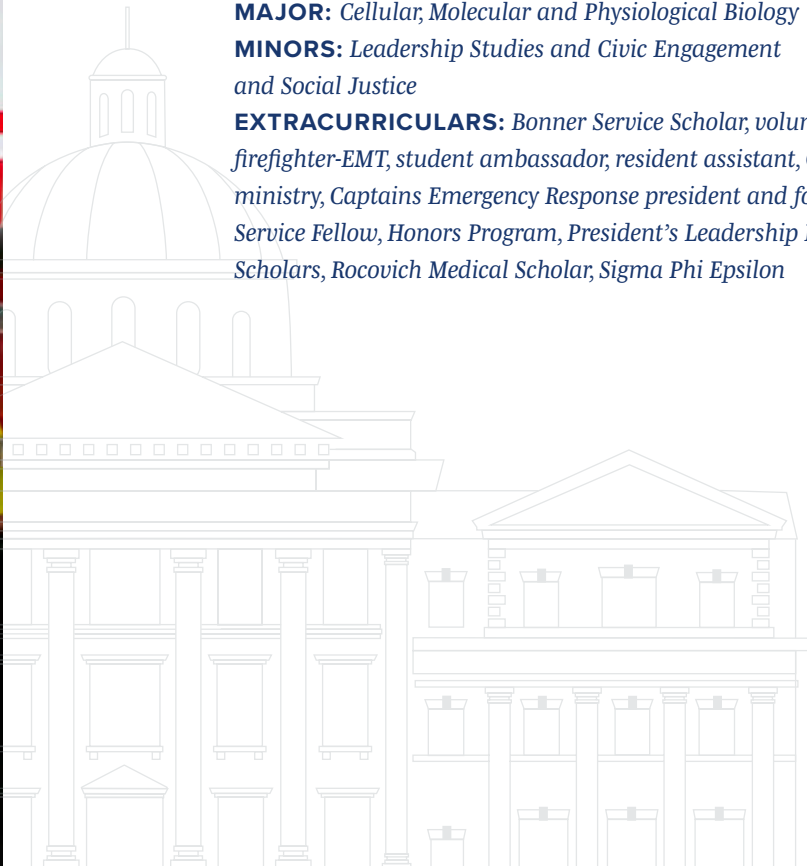 MAJOR: Cellular, Molecular and Physiological Biology
MINORS: Leadership Studies and Civic Engagement
and Social Justice
EXTRACURRICULARS: Bonner Service Scholar,
firefighter-EMT, student ambassador, resident assistant,
ministry, Captains Emergency Response president and
Service Fellow, Honors Program, President’s Leadership
Scholars, Rocovich Medical Scholar, Sigma Phi Epsilon